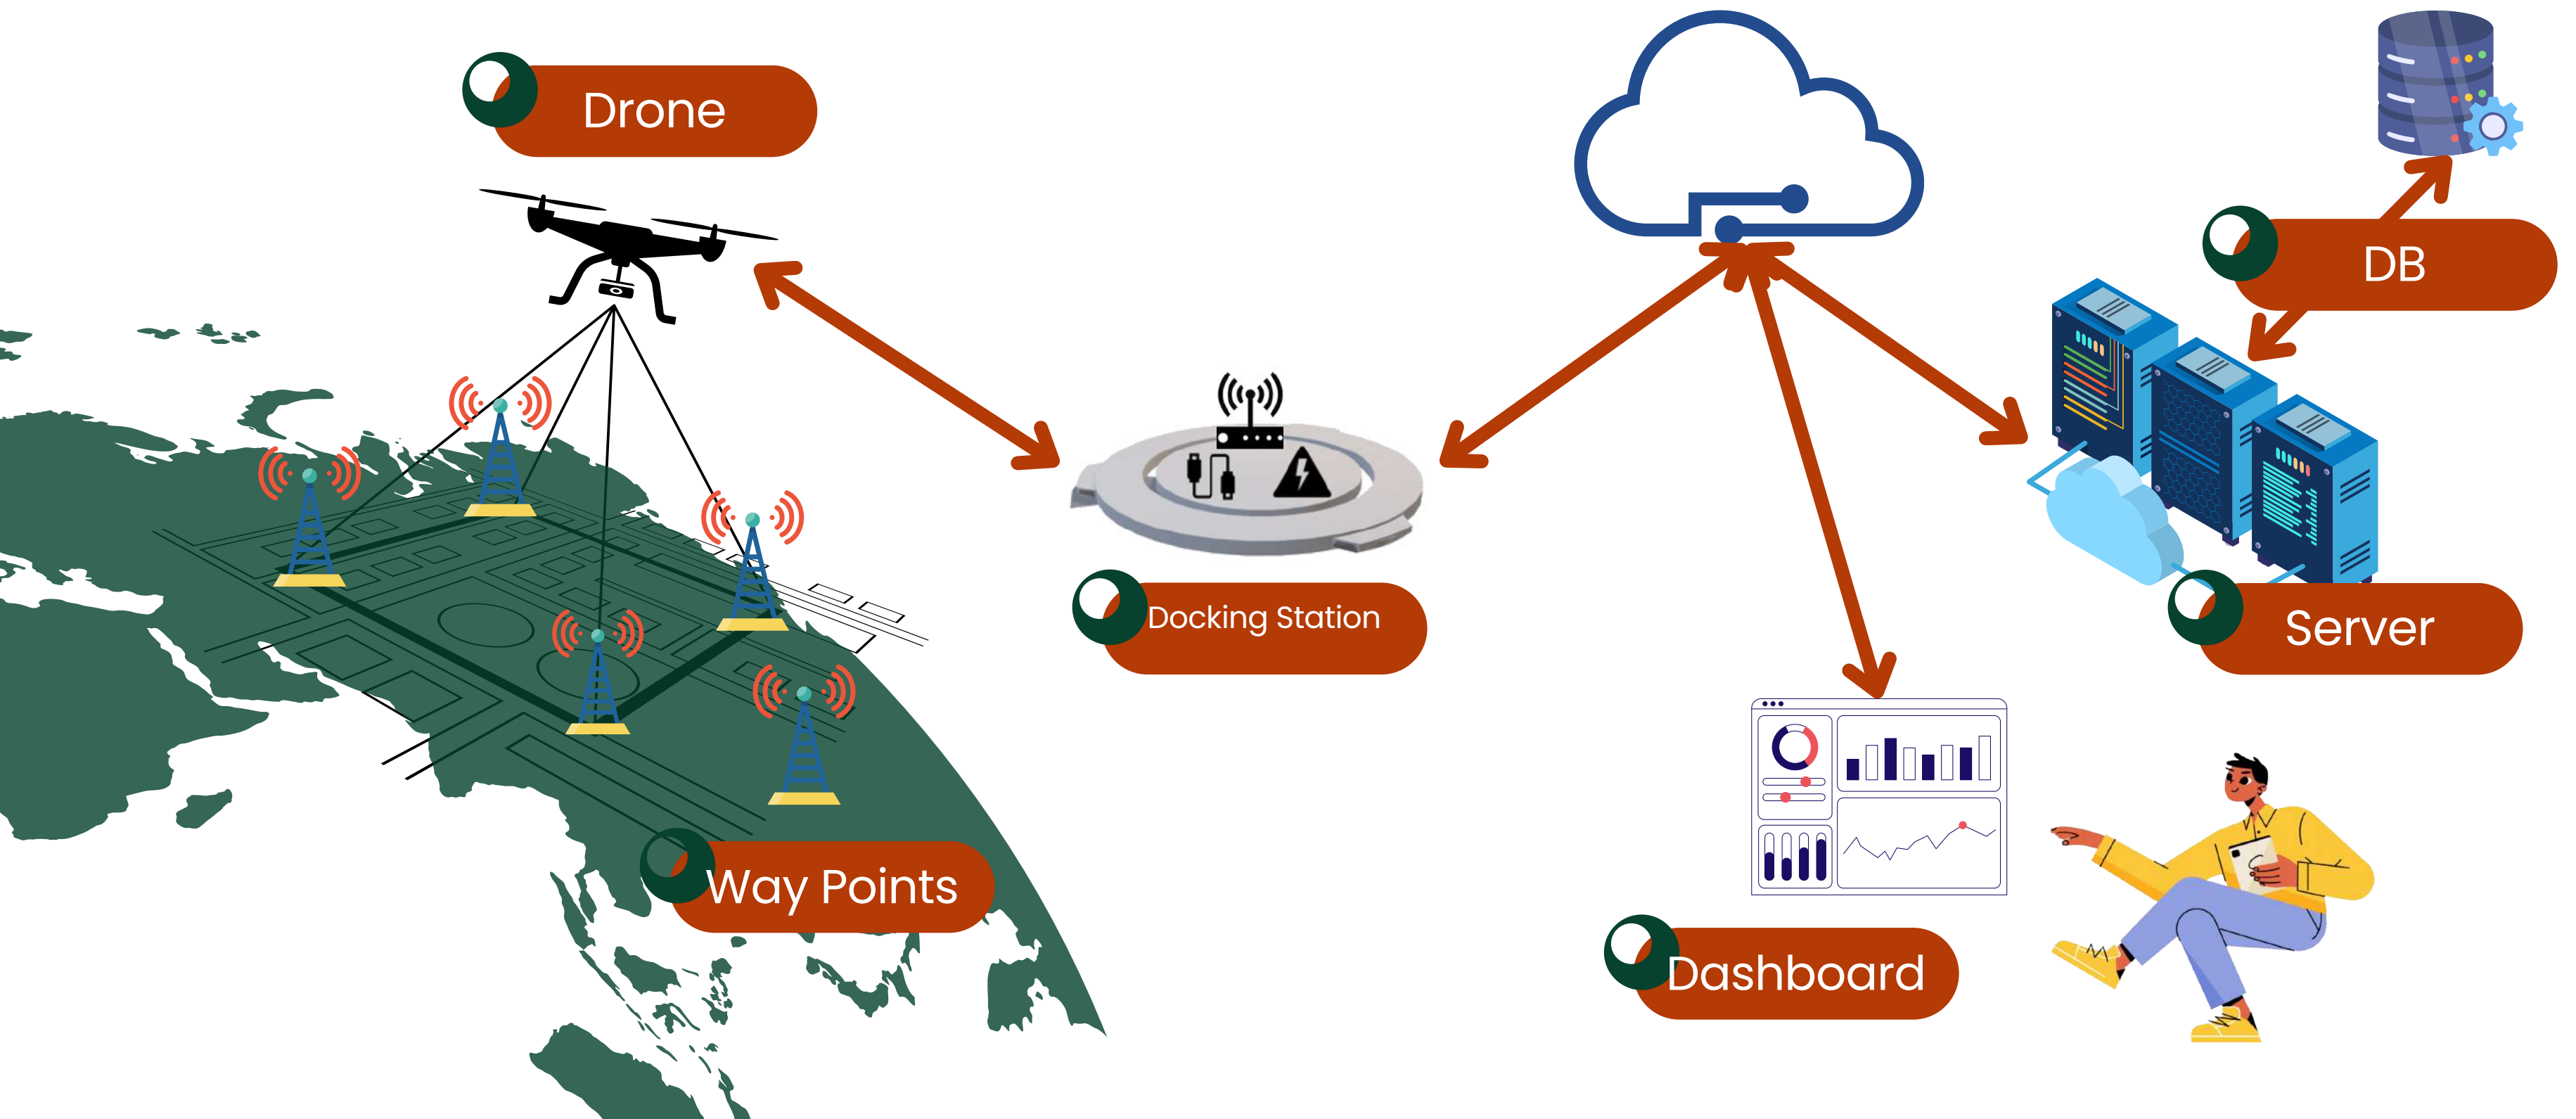 Drone
DB
Docking Station
Server
Way Points
Dashboard